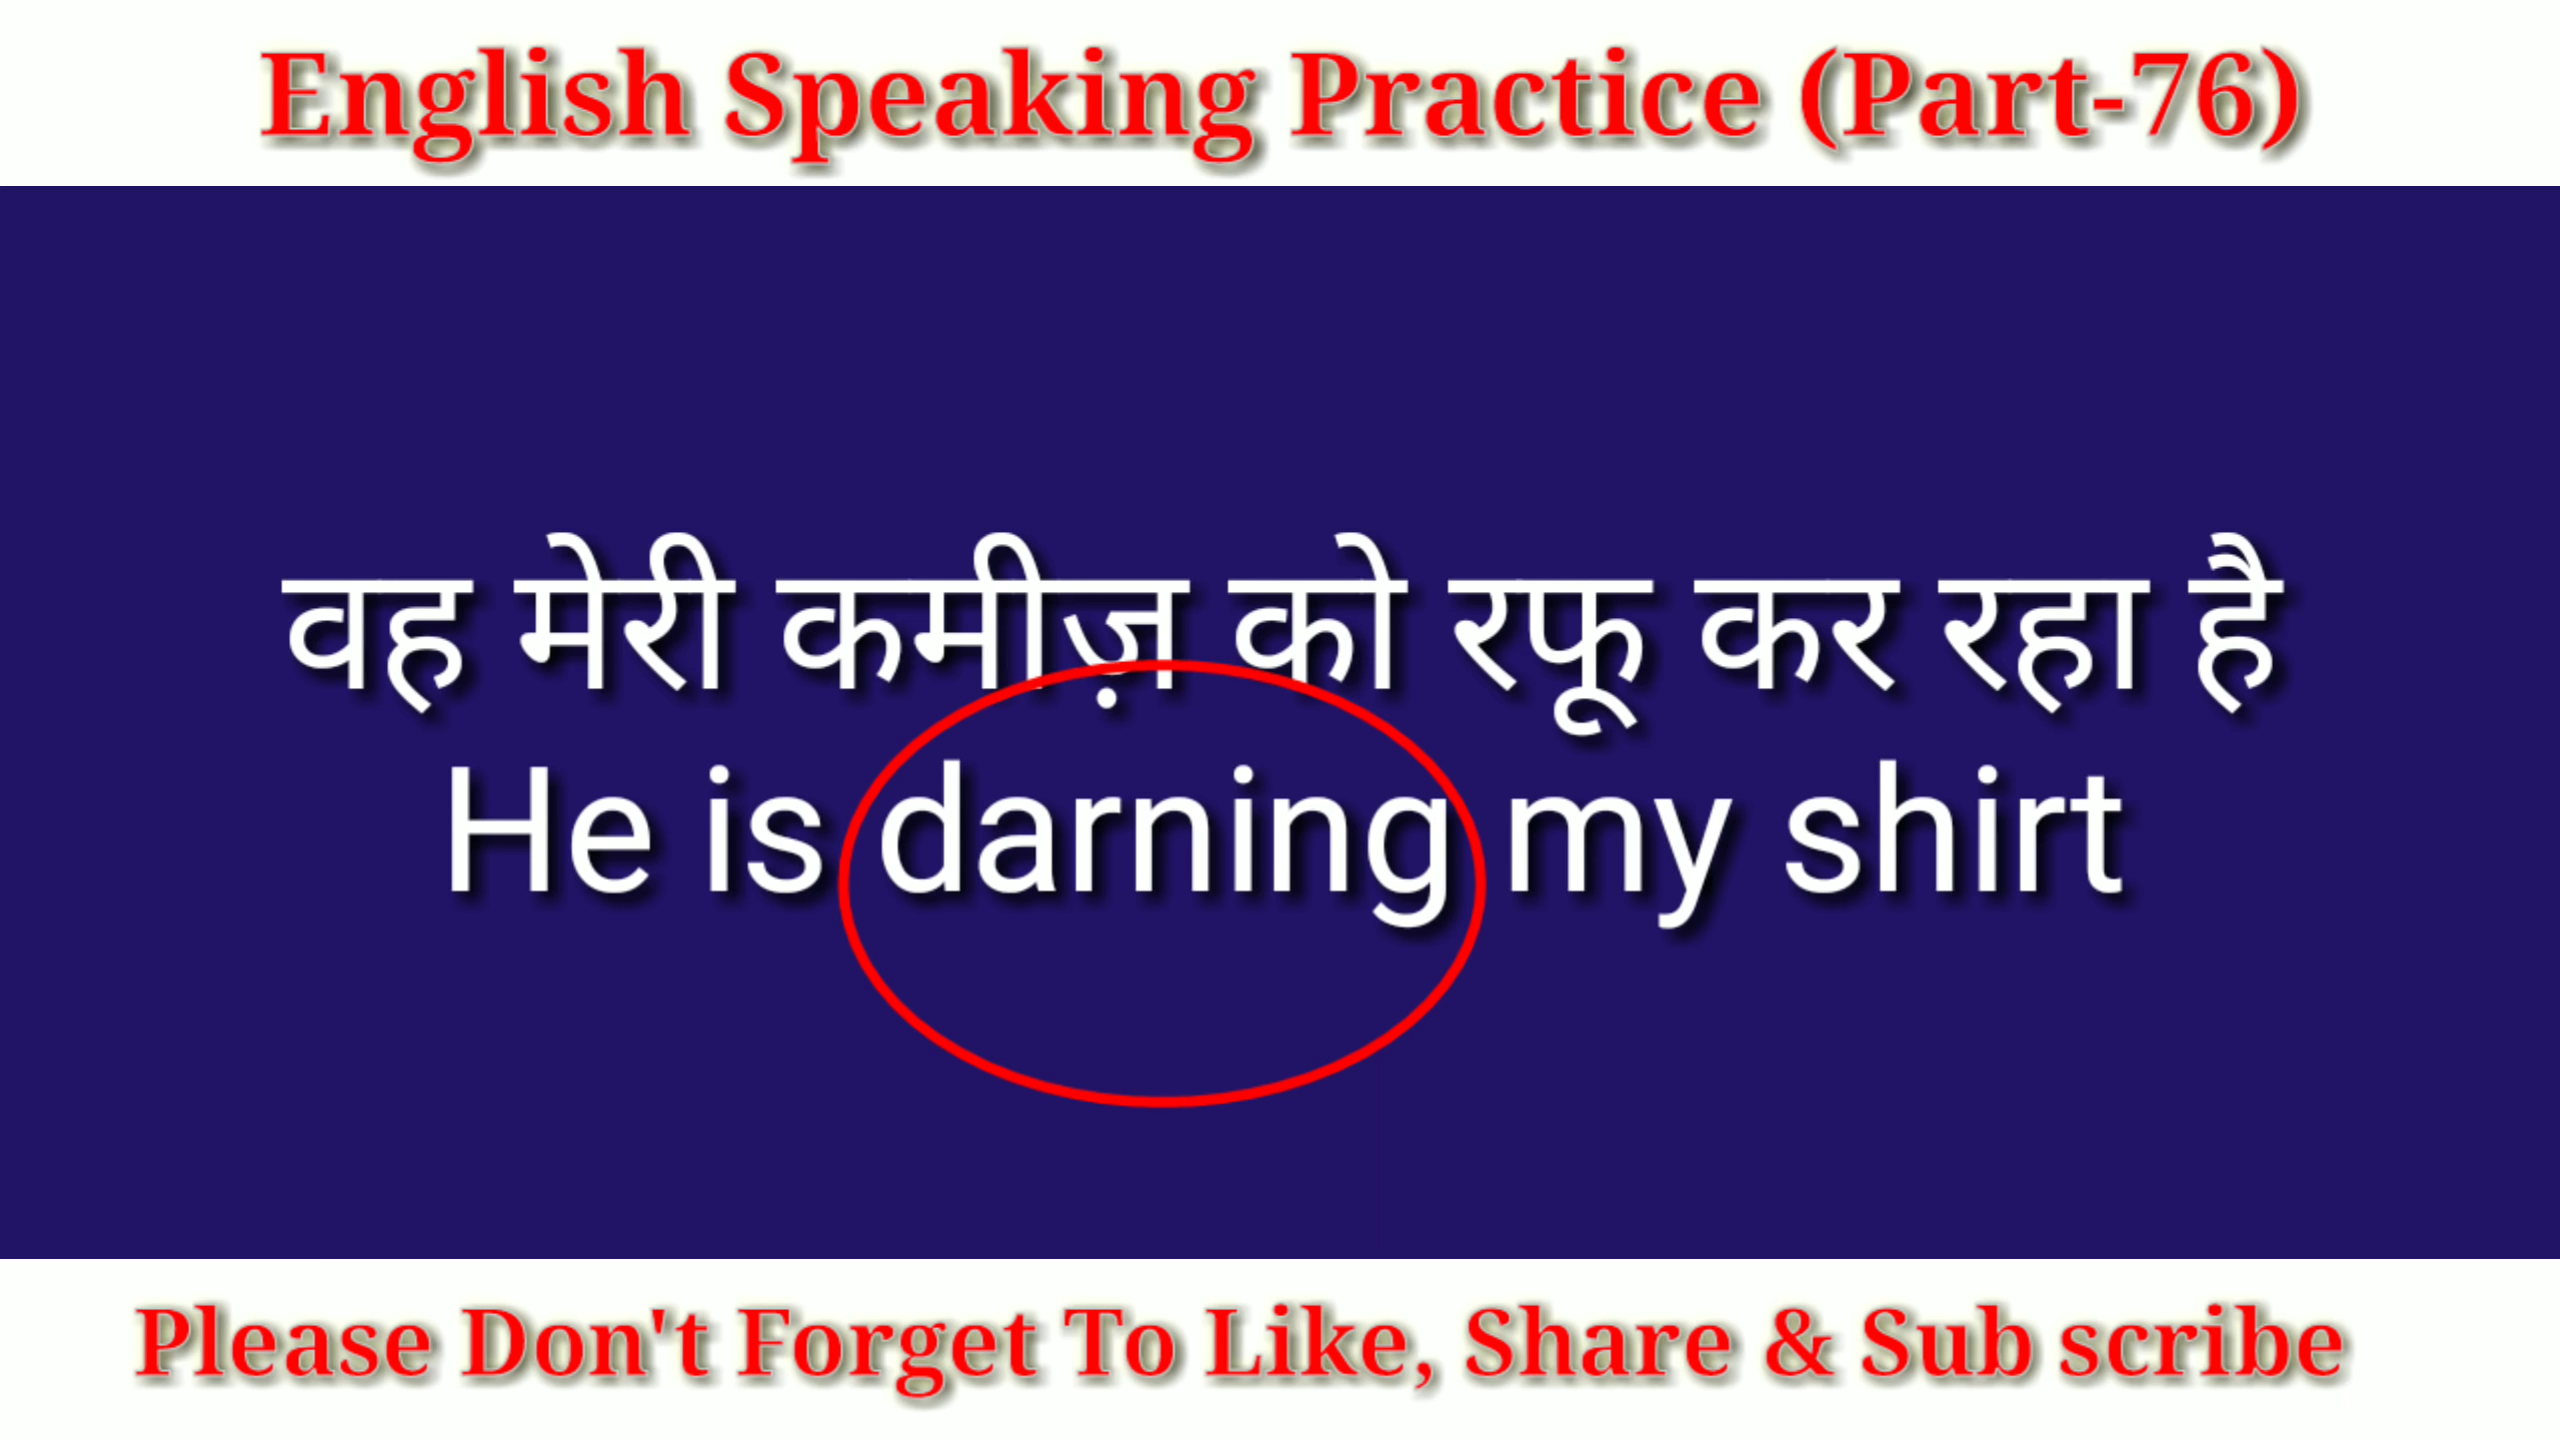 English Speaking Practice (Part-76)
वह मेरी कमीज़ को रफू कर रहा है
He is darning my shirt
Please Don't Forget To Like, Share & Sub scribe